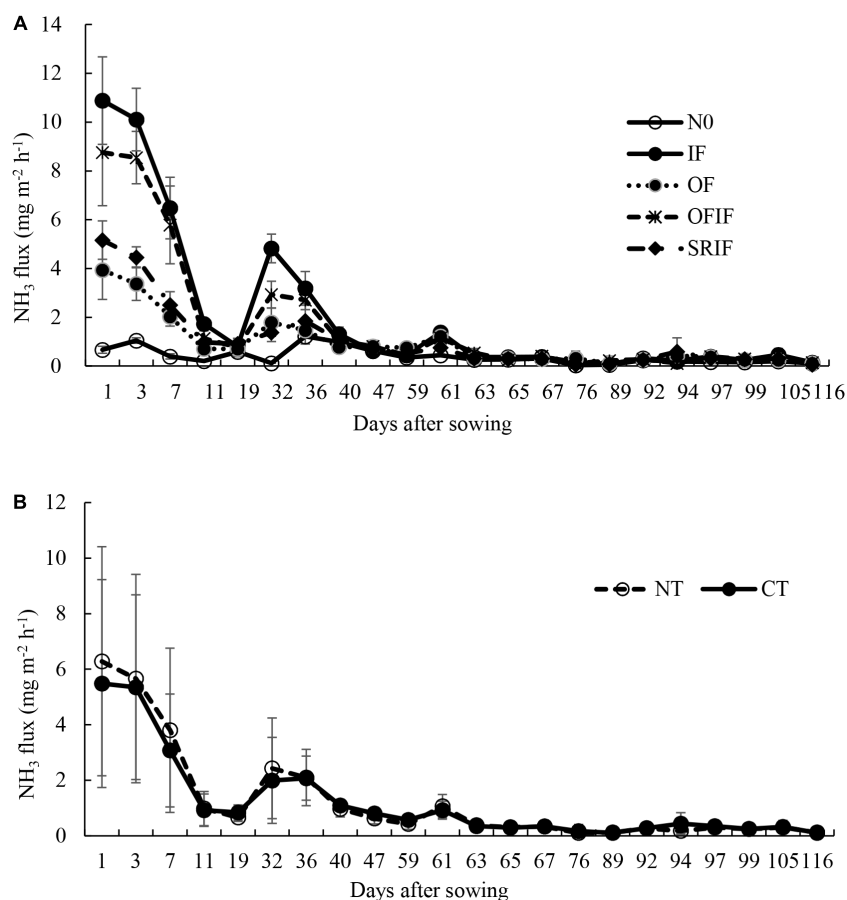 A
NH3 flux (mg m-2 h-1)
14
12
10
8
6
4
2
0
N0
IF
OF
OFIF
SRIF
1 3 7 11 19 32 36 40 47 59 61 63 65 67 76 89 92 94 97 99 105 116
Days after sowing
B
NH3 flux (mg m-2 h-1)
12
10
8
6
4
2
0
NT CT
1 3 7 11 19 32 36 40 47 59 61 63 65 67 76 89 92 94 97 99 105 116
Days after sowing